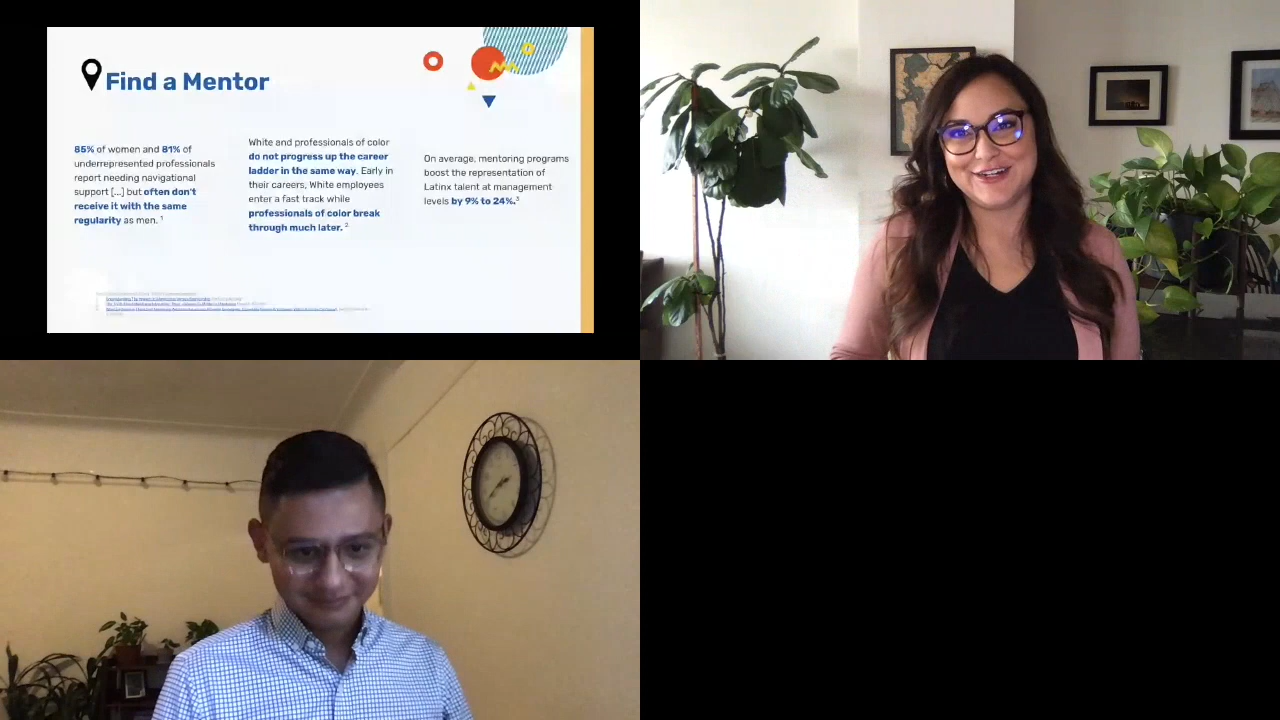 Find a Mentor
85% of women and 81% of
underrepresented professionals
report needing navigational
support [...] but often don't
receive it with the same
regularity as men. 1
White and professionals of color
do not progress up the career
ladder in the same way. Early in
their careers, White employees
enter a fast track while
professionals of color break
through much later. 2
On average, mentoring programs
boost the representation of
Latinx talent at management
levels by 9% to 24%.3